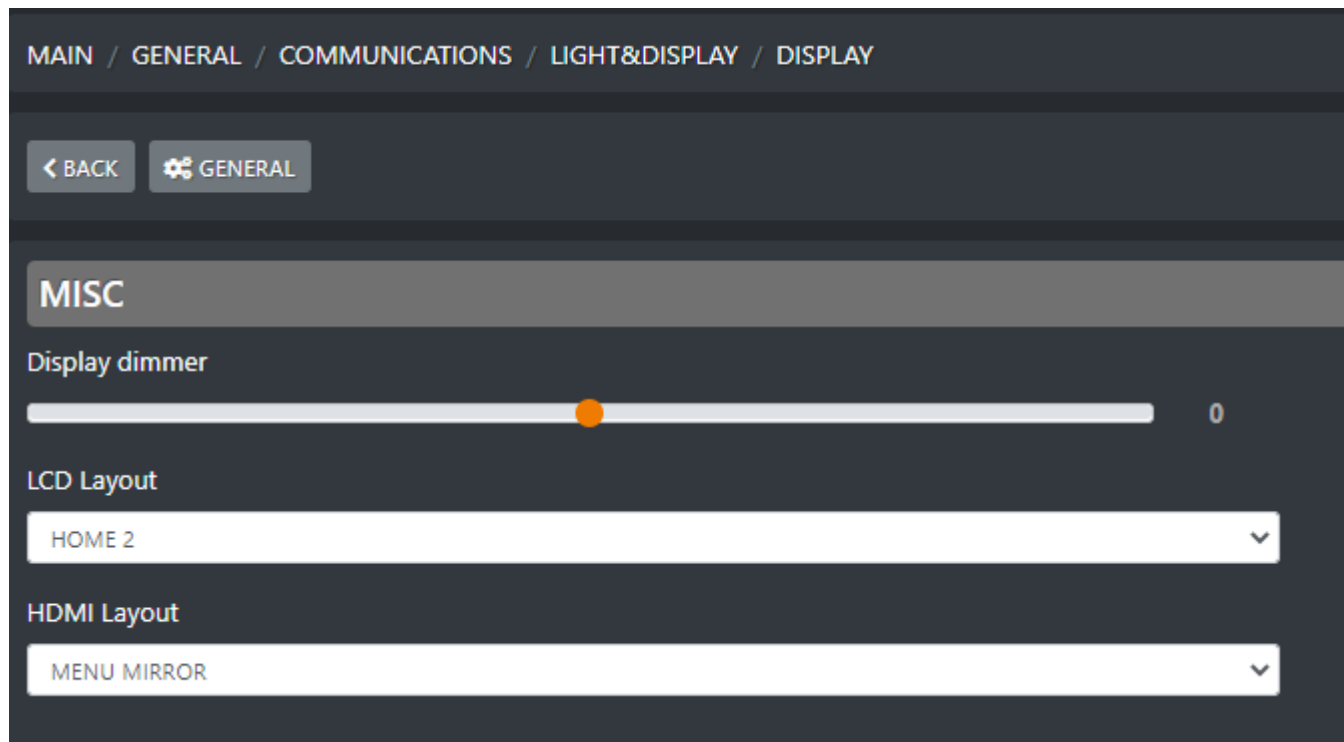 MAIN / GENERAL / COMMUNICATIONS / LIGHT&DISPLAY / DISPLAY
BACK GENERAL
MISC
Display dimmer
0
LCD Layout
HOME 2
HDMI Layout
MENU MIRROR